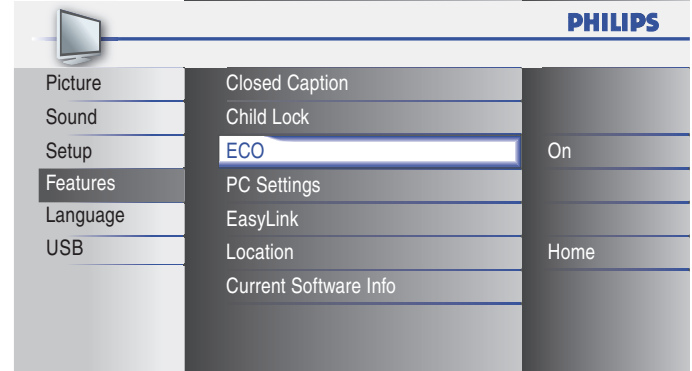 PHILIPS
Picture
Sound
Setup
Features
Language
USB
Closed Caption
Child Lock
ECO On
PC Settings
EasyLink
Location Home
Current Software Info